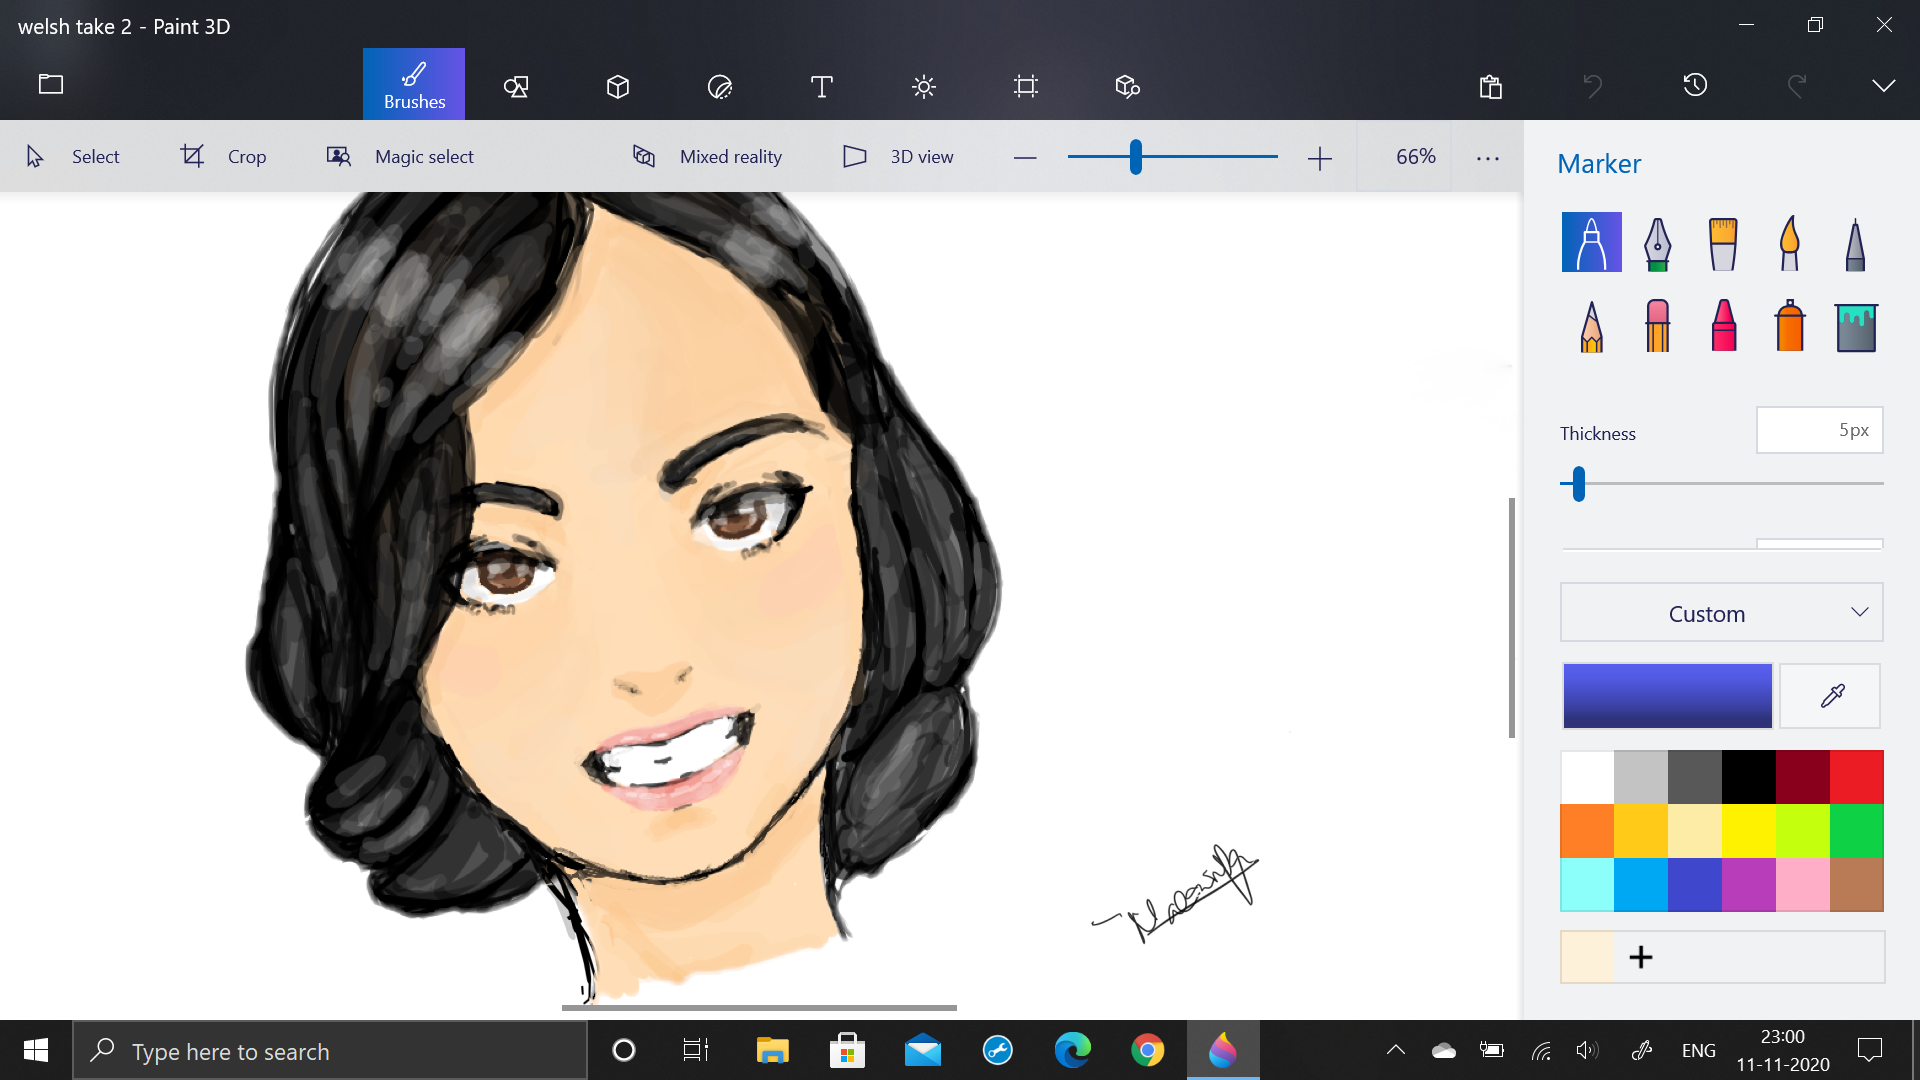 welsh take 2 - Paint 3D
Brushes
Select
Crop
Magic select
Mixed reality
3D view
66%
Marker
Thickness
5px
Custom
Type here to search
ENG
23:00
11-11-2020